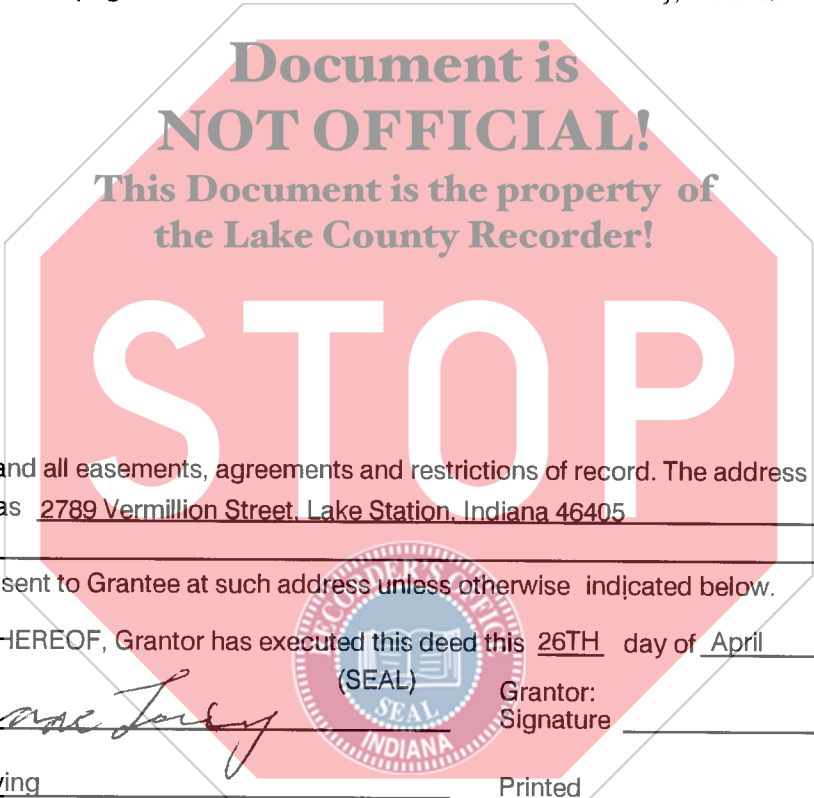 Document is
NOT OFFICIAL!
This Document is the property of
the Lake County Recorder!
STOP
and all easements, agreements and restrictions of record. The address
as 2789 Vermillion Street, Lake Station, Indiana 46405
sent to Grantee at such address unless otherwise indicated below.
HEREOF, Grantor has executed this deed this 26TH day of April
(SEAL)
Grantor:
Signature
RECORDER'S OFFICE
SEAL
INDIANA
Printed